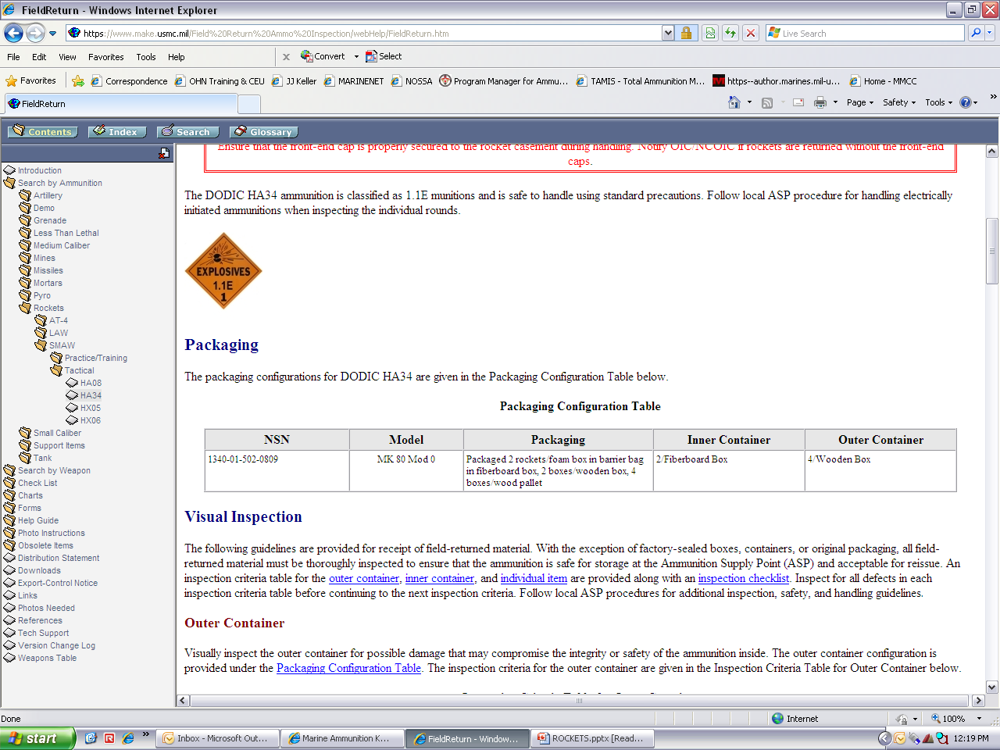 FieldReturn - Windows Internet Explorer
https://www.make.usmc.mil/Field%20Return%20Ammo%20Inspection/webHelp/FieldReturn.htm
Live Search
File Edit View Favorites Tools Help
x Convert Select
Favorites Correspondence OHN Training & CEU JJ Keller MARINENET NOSSA Program Manager for Ammu... TAMIS - Total Ammunition M... https--author.marines.mil-u... Home - MMCC
FieldReturn
Page Safety Tools
Contents Index Search Glossary
Introduction
Search by Ammunition
Artillery
Demo
Grenade
Less Than Lethal
Medium Caliber
Mines
Missiles
Mortars
Pyro
Rockets
AT-4
LAW
SMAW
Practice/Training
Tactical
HA08
HA34
HX05
HX06
Small Caliber
Support Items
Tank
Search by Weapon
Check List
Charts
Forms
Help Guide
Photo Instructions
Obsolete Items
Distribution Statement
Downloads
Export-Control Notice
Links
Photos Needed
References
Tech Support
Version Change Log
Weapons Table
Ensure that the front-end cap is properly secured to the rocket casement during handling. Notify OIC/NCOIC if rockets are returned without the front-end
caps.
The DODIC HA34 ammunition is classified as 1.1E munitions and is safe to handle using standard precautions. Follow local ASP procedure for handling electrically
initiated ammunitions when inspecting the individual rounds.
EXPLOSIVES
1.1E
1
Packaging
The packaging configurations for DODIC HA34 are given in the Packaging Configuration Table below.
Packaging Configuration Table
NSN Model Packaging Inner Container Outer Container
1340-01-502-0809 MK 80 Mod 0 Packaged 2 rockets/foam box in barrier bag 2/Fiberboard Box 4/Wooden Box
in fiberboard box, 2 boxes/wooden box, 4
boxes/wood pallet
Visual Inspection
The following guidelines are provided for receipt of field-returned material. With the exception of factory-sealed boxes, containers, or original packaging, all field-
returned material must be thoroughly inspected to ensure that the ammunition is safe for storage at the Ammunition Supply Point (ASP) and acceptable for reissue. An
inspection criteria table for the outer container, inner container, and individual item are provided along with an inspection checklist. Inspect for all defects in each
inspection criteria table before continuing to the next inspection criteria. Follow local ASP procedures for additional inspection, safety, and handling guidelines.
Outer Container
Visually inspect the outer container for possible damage that may compromise the integrity or safety of the ammunition inside. The outer container configuration is
provided under the Packaging Configuration Table. The inspection criteria for the outer container are given in the Inspection Criteria Table for Outer Container below.
Done Internet 100%
start Inbox - Microsoft Out... Marine Ammunition K... FieldReturn - Window... ROCKETS.pptx [Read... 12:19 PM